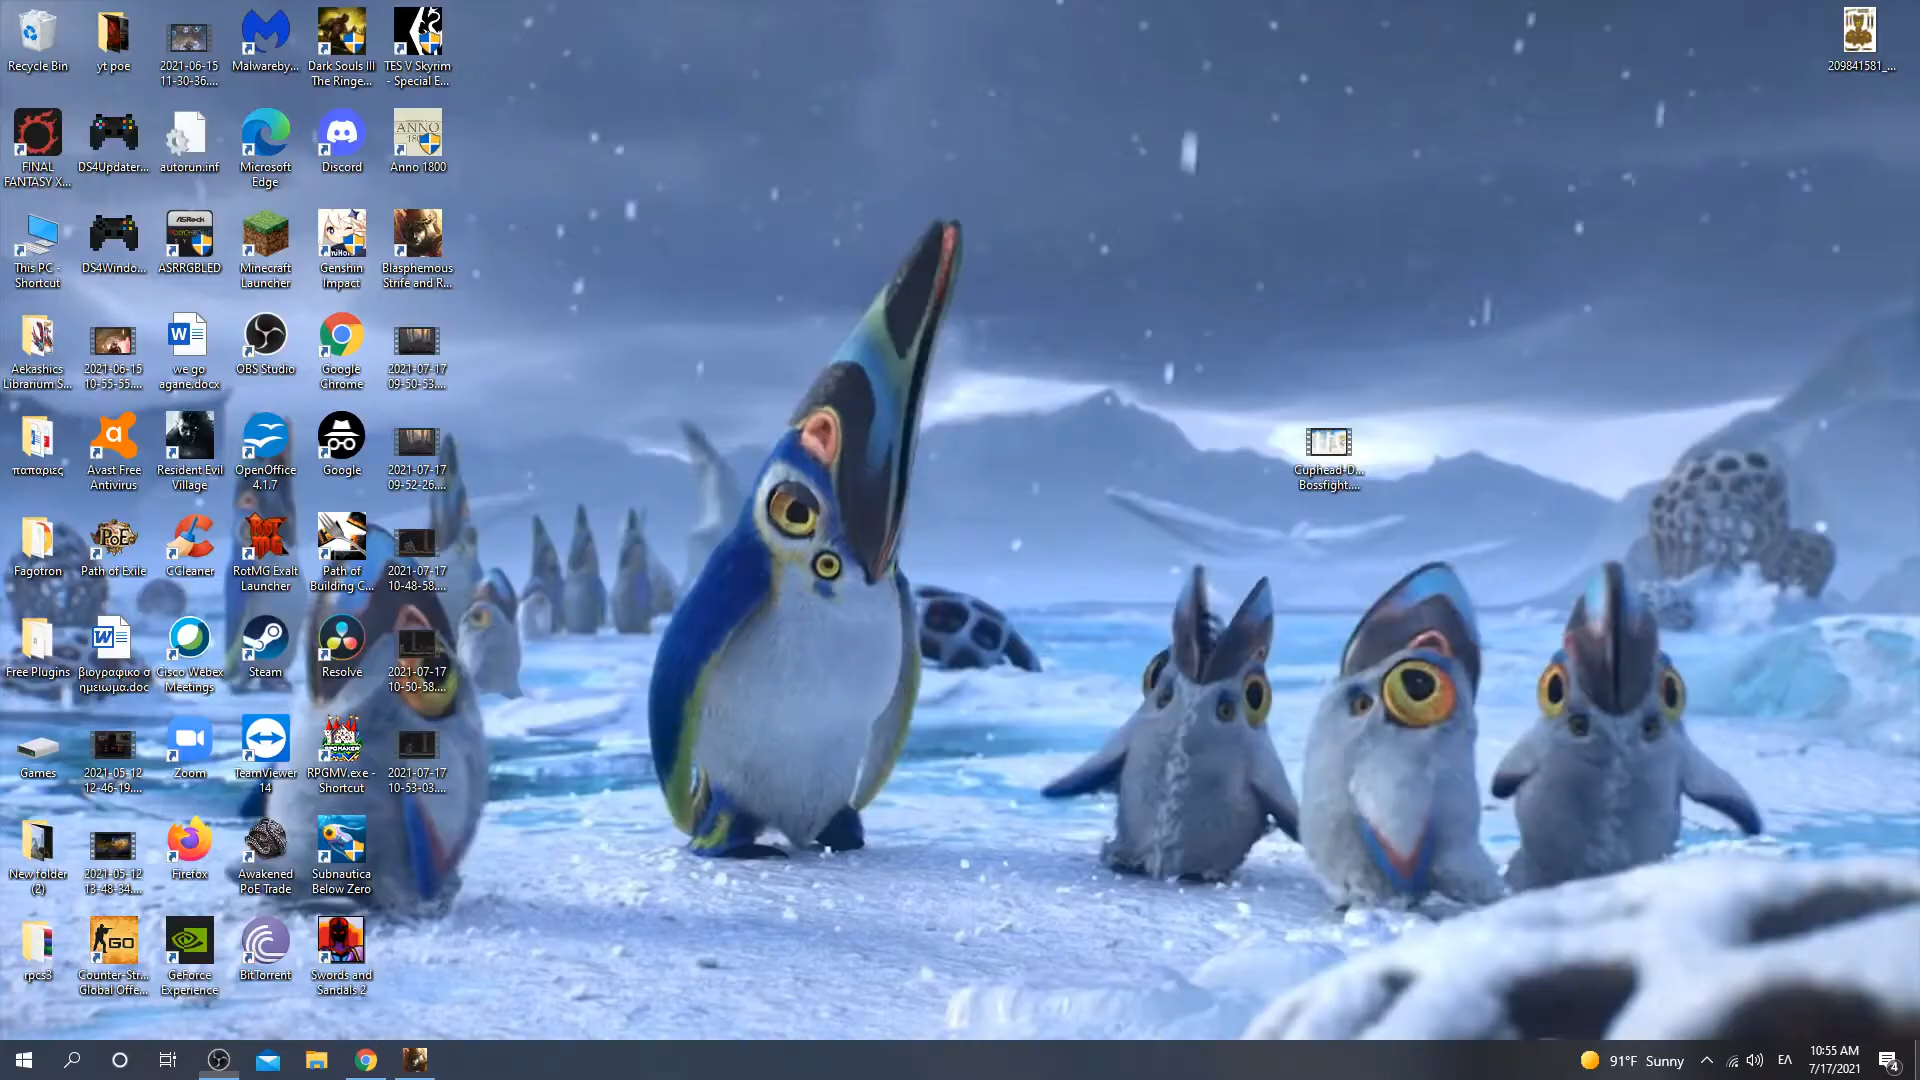 Recycle Bin
yt poe
2021-06-15
11-30-36....
Malwareby...
Dark Souls III
The Ringe...
TES V Skyrim
- Special E...
209841581_...
FINAL
FANTASY X...
DS4Updater...
autorun.inf
Microsoft
Edge
Discord
Anno 1800
This PC -
Shortcut
DS4Windo...
ASRRGBLED
Minecraft
Launcher
Genshin
Impact
Blasphemous
Strife and R...
Aekashics
Librarium S...
2021-06-15
10-55-55....
we go
agane.docx
OBS Studio
Google
Chrome
2021-07-17
09-50-53....
παπαριες
Avast Free
Antivirus
Resident Evil
Village
OpenOffice
4.1.7
Google
2021-07-17
09-52-26....
Cuphead-D...
Bossfight....
Fagotron
Path of Exile
CCleaner
RotMG Exalt
Launcher
Path of
Building C...
2021-07-17
10-48-58....
Free Plugins
βιογραφικο σ
ημειωμα.doc
Cisco Webex
Meetings
Steam
Resolve
2021-07-17
10-50-58....
Games
2021-05-12
12-46-19....
Zoom
TeamViewer
14
RPGMV.exe -
Shortcut
2021-07-17
10-53-03....
New folder
(2)
2021-05-12
13-48-34....
Firefox
Awakened
PoE Trade
Subnautica
Below Zero
rpcs3
Counter-Str...
Global Offe...
GeForce
Experience
BitTorrent
Swords and
Sandals 2
91°F Sunny
ΕΛ
10:55 AM
7/17/2021
4